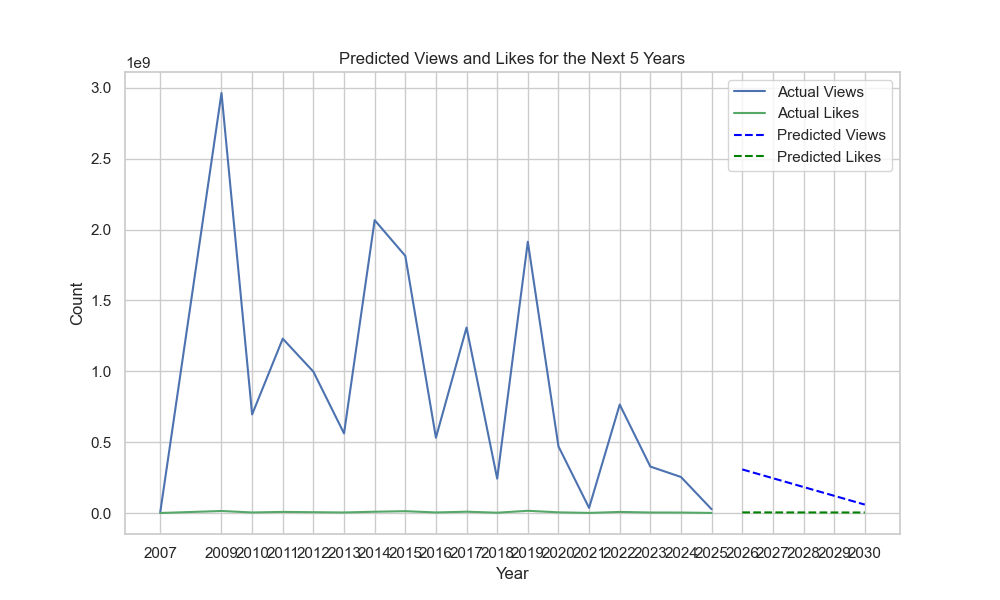 Predicted Views and Likes for the Next 5 Years
1e9
3.0
2.5
2.0
1.5
1.0
0.5
0.0
Count
Actual Views
Actual Likes
Predicted Views
Predicted Likes
2007 2009 2010 2011 2012 2013 2014 2015 2016 2017 2018 2019 2020 2021 2022 2023 2024 2025 2026 2027 2028 2029 2030
Year